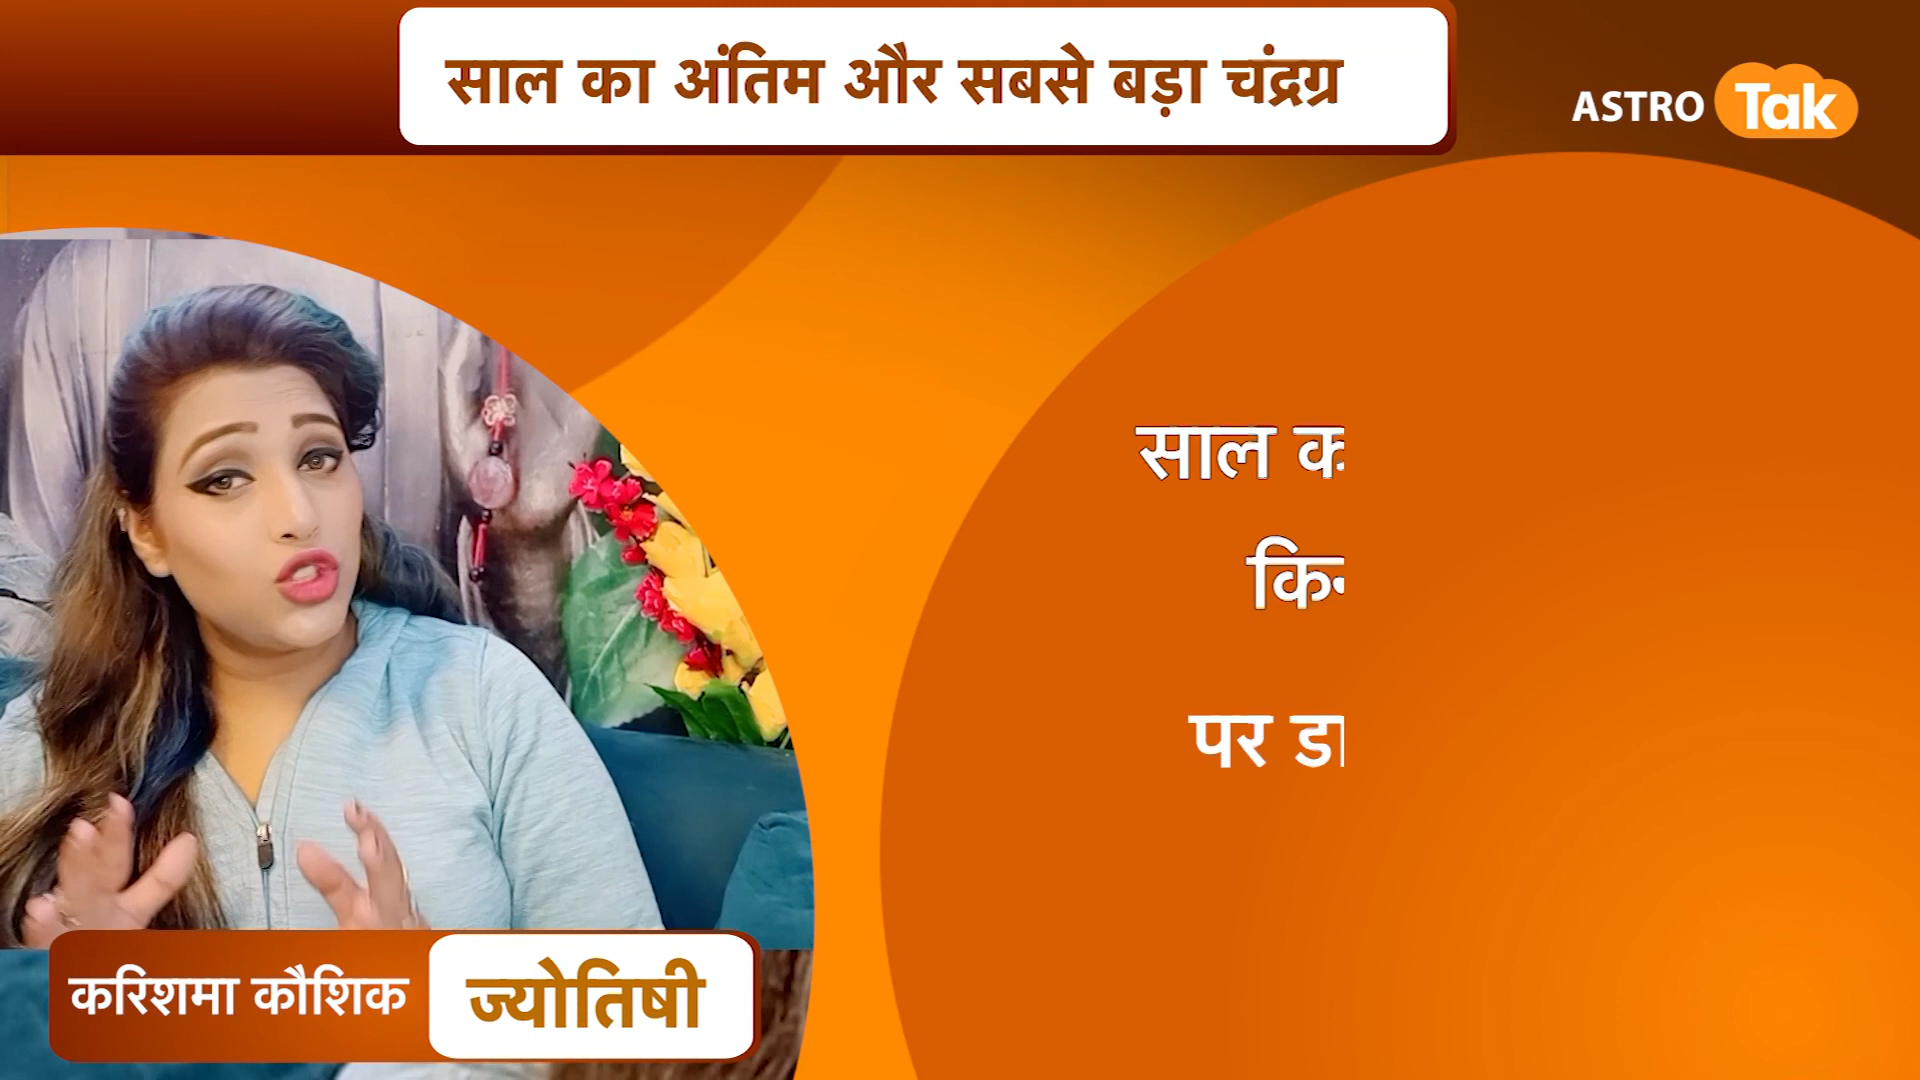 साल का अंतिम और सबसे बड़ा चंद्रग्र
ASTRO Tak
साल
पर
करिशमा कौशिक
ज्योतिषी